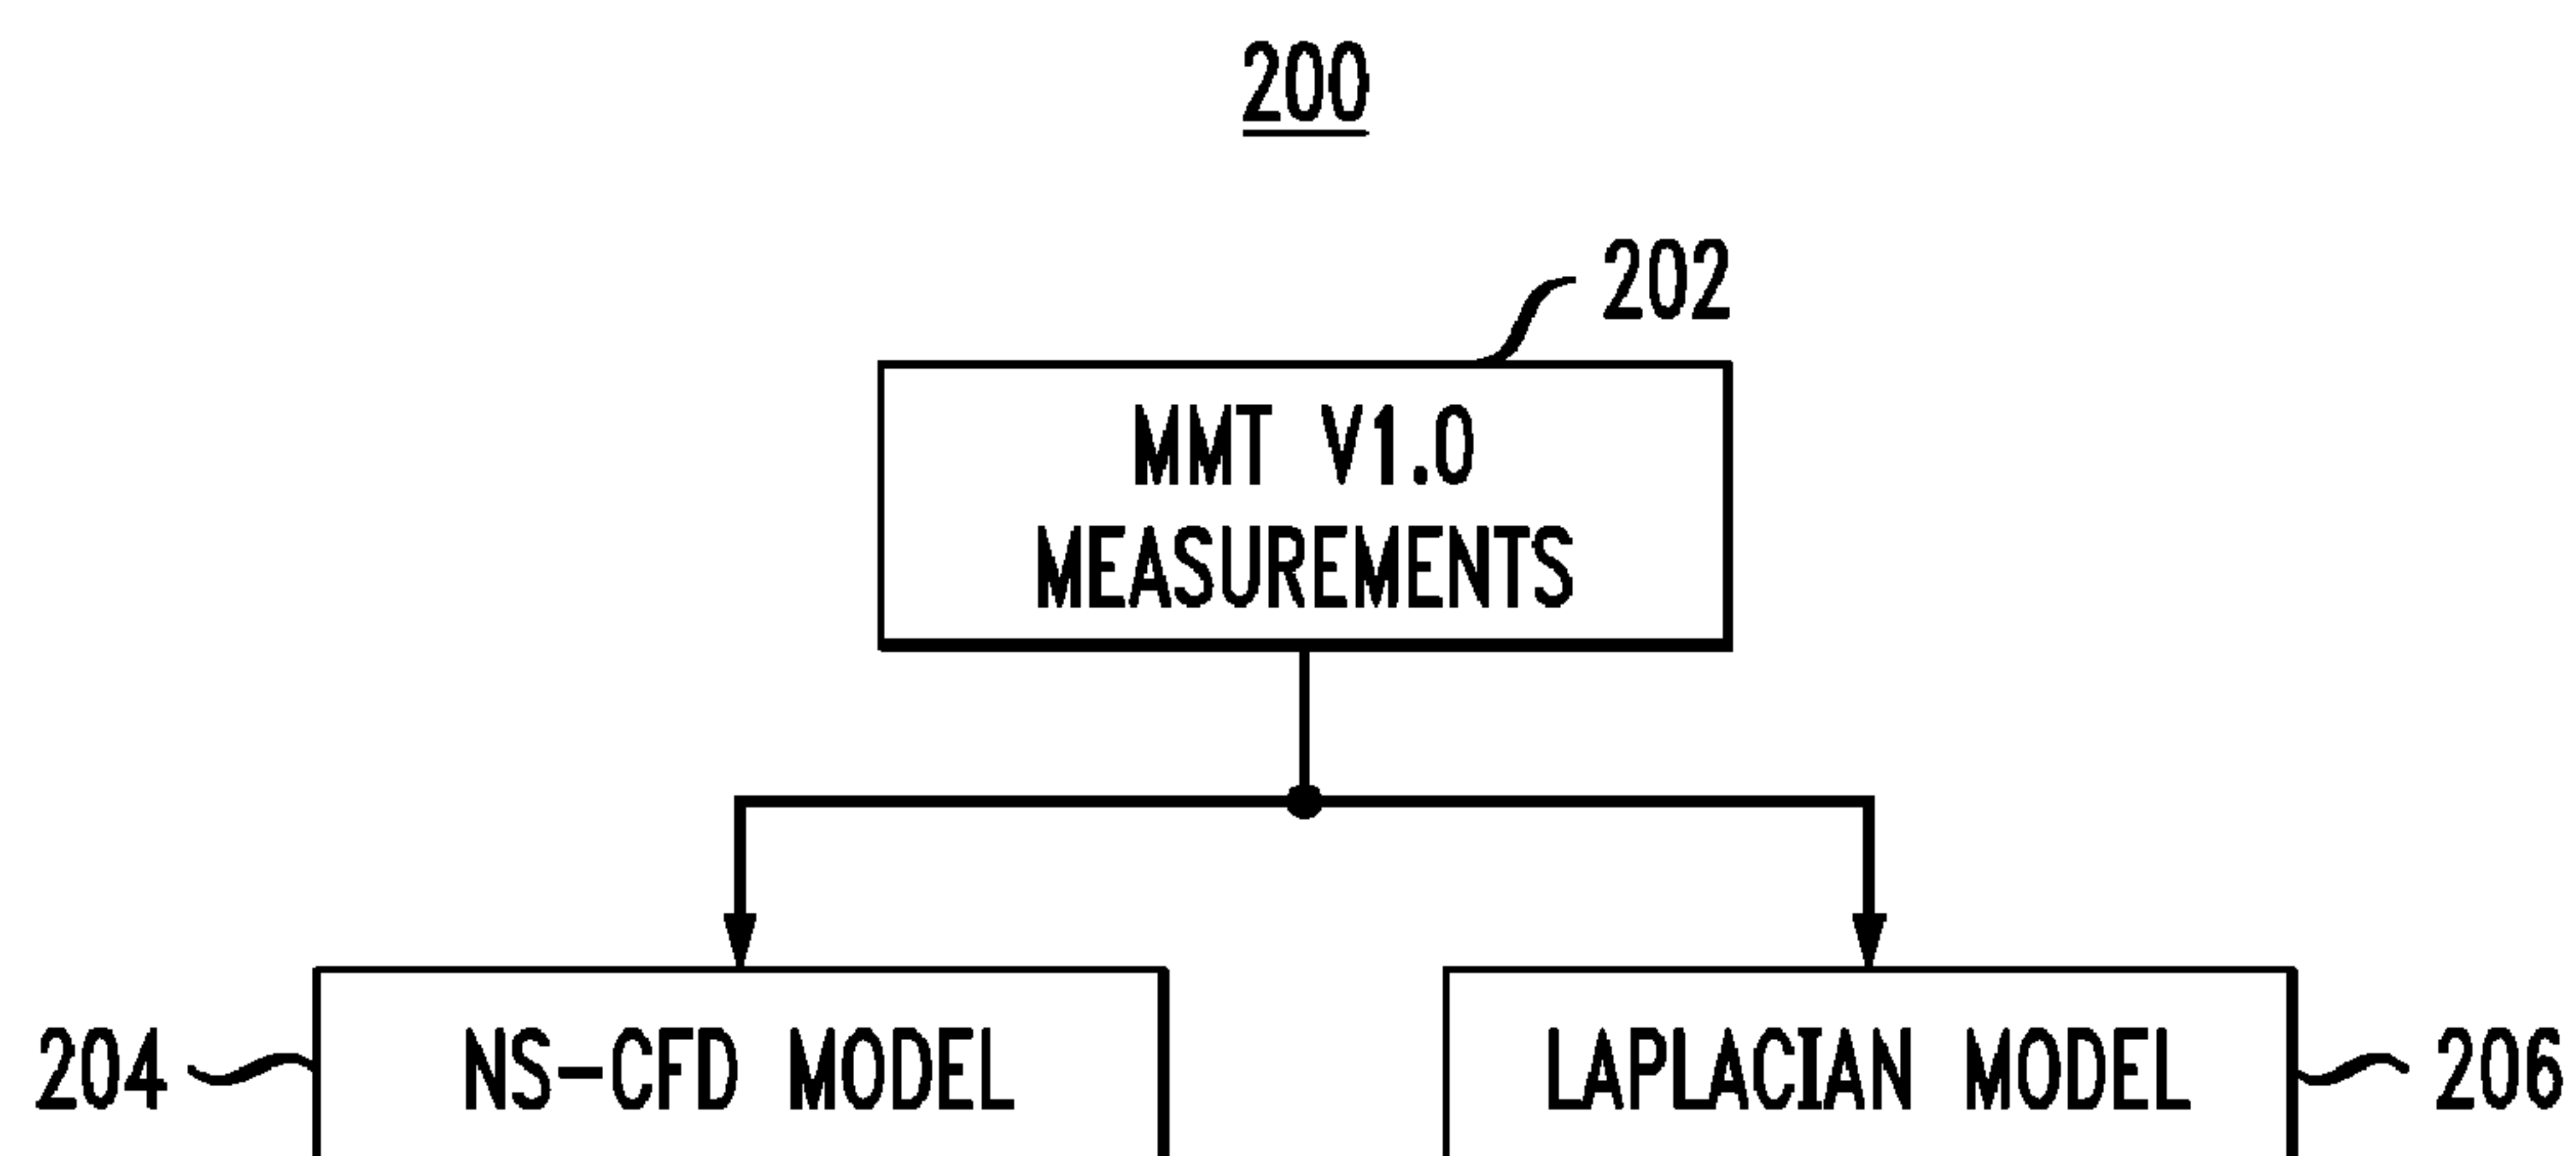 200
202
MMT V1.0
MEASUREMENTS
204
NS-CFD MODEL
LAPLACIAN MODEL
206